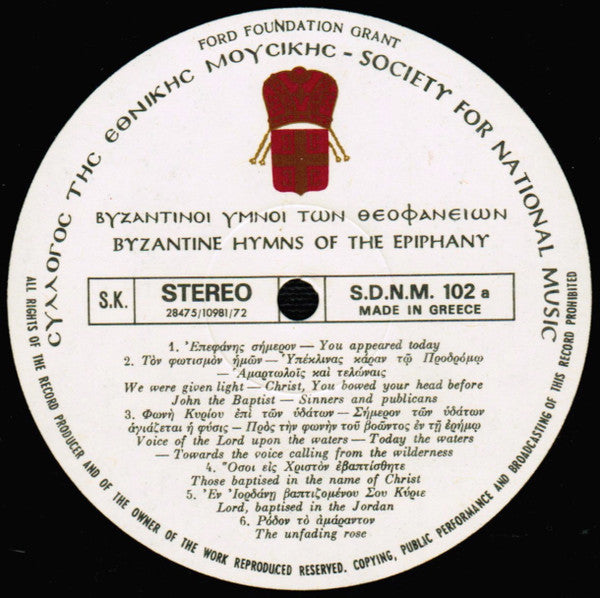 FORD FOUNDATION GRANT
CΥΛΛΟΓΟC ΤΗC ΕΘΝΙΚΗC ΜΟΥCΙΚΗC - SOCIETY FOR NATIONAL MUSIC
ΒΥΖΑΝΤΙΝΟΙ ΥΜΝΟΙ ΤΩΝ ΘΕΟΦΑΝΕΙΩΝ
BYZANTINE HYMNS OF THE EPIPHANY
S.K.
STEREO
28475/10981/72
S.D.N.M. 102 a
MADE IN GREECE
1. Ἐπεφάνης σήμερον — You appeared today
2. Τὸν φωτισμὸν ἡμῶν — Ὑπέκλινας κάραν τῷ Προδρόμῳ
— Ἁμαρτωλοῖς καὶ τελώναις
We were given light — Christ, You bowed your head before
John the Baptist — Sinners and publicans
3. Φωνὴ Κυρίου ἐπὶ τῶν ὑδάτων — Σήμερον τῶν ὑδάτων
ἁγιάζεται ἡ φύσις — Πρὸς τὴν φωνὴν τοῦ βοῶντος ἐν τῇ ἐρήμῳ
Voice of the Lord upon the waters — Today the waters
— Towards the voice calling from the wilderness
4. Ὅσοι εἰς Χριστὸν ἐβαπτίσθητε
Those baptised in the name of Christ
5. Ἐν Ἰορδάνῃ βαπτιζομένου Σου Κύριε
Lord, baptised in the Jordan
6. Ρόδον τὸ ἀμάραντον
The unfading rose
ALL RIGHTS OF THE RECORD PRODUCER AND OF THE OWNER OF THE WORK REPRODUCED RESERVED. COPYING, PUBLIC PERFORMANCE AND BROADCASTING OF THIS RECORD PROHIBITED